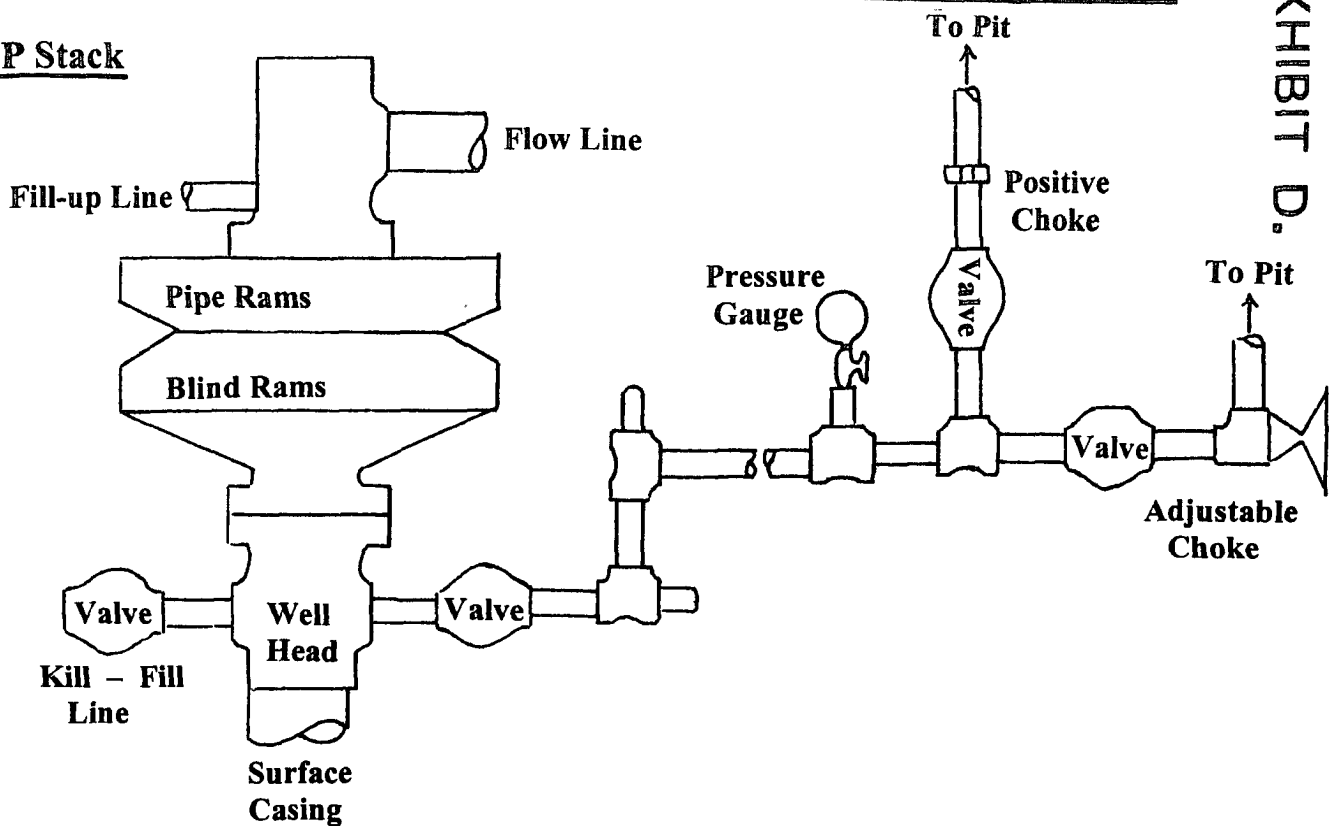 P Stack
To Pit
KHIBIT D.
Flow Line
Fill-up Line
Positive
Choke
Pipe Rams
Pressure
Gauge
Valve
To Pit
Blind Rams
Valve
Adjustable
Choke
Valve
Well
Head
Valve
Kill – Fill
Line
Surface
Casing